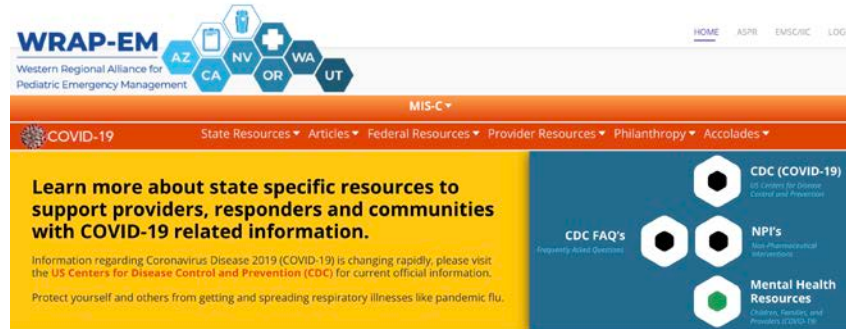 WRAP-EM
Western Regional Alliance for
Pediatric Emergency Management
AZ
CA
NV
OR
WA
UT
HOME ASPR EMSC/IIC
MIS-C
COVID-19 State Resources Articles Federal Resources Provider Resources Philanthropy Accolades
Learn more about state specific resources to
support providers, responders and communities
with COVID-19 related information.
Information regarding Coronavirus Disease 2019 (COVID-19) is changing rapidly, please visit
the US Centers for Disease Control and Prevention (CDC) for current official information.
Protect yourself and others from getting and spreading respiratory illnesses like pandemic flu.
CDC (COVID-19)
US Centers for Disease
Control and Prevention
CDC FAQ's
Frequently Asked Questions
NPI's
Non-Pharmaceutical
Interventions
Mental Health
Resources
Children, Families, and
Providers (COVID-19)